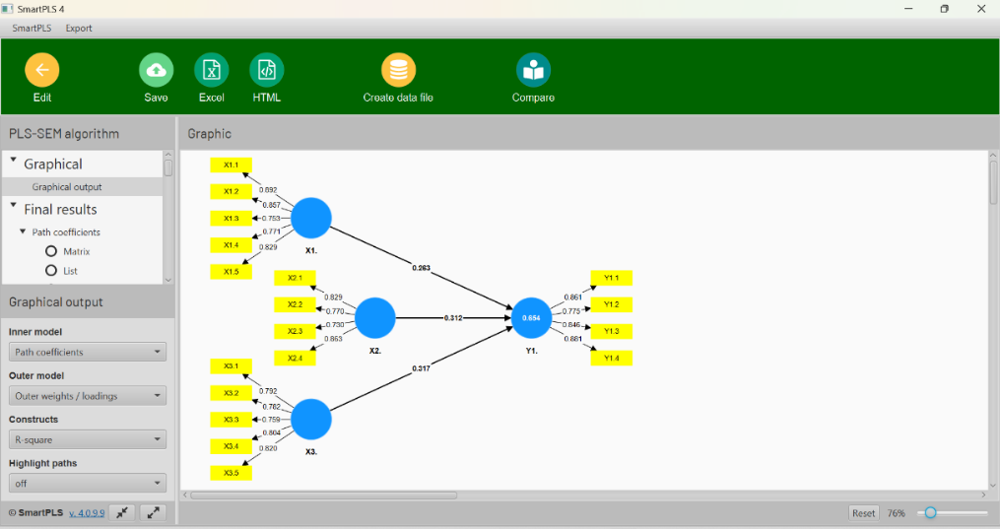 SmartPLS 4
SmartPLS Export
Edit Save Excel HTML Create data file Compare
PLS-SEM algorithm
Graphical
Graphical output
Final results
Path coefficients
Matrix
List
Graphical output
Inner model
Path coefficients
Outer model
Outer weights / loadings
Constructs
R-square
Highlight paths
off
© SmartPLS v. 4.0.9.9
Graphic
X1.1
X1.2
X1.3
X1.4
X1.5
0.892
0.857
0.753
0.771
0.829
X1.
0.263
X2.1
X2.2
X2.3
X2.4
0.829
0.770
0.730
0.863
X2.
0.312
X3.1
X3.2
X3.3
X3.4
X3.5
0.792
0.782
0.759
0.804
0.820
X3.
0.317
0.654
Y1.
0.861
0.775
0.846
0.881
Y1.1
Y1.2
Y1.3
Y1.4
Reset 76%